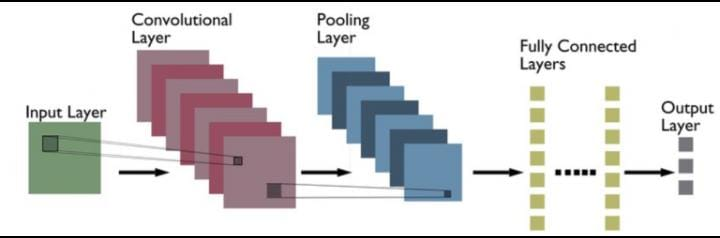 Convolutional
Layer
Pooling
Layer
Fully Connected
Layers
Input Layer
Output
Layer